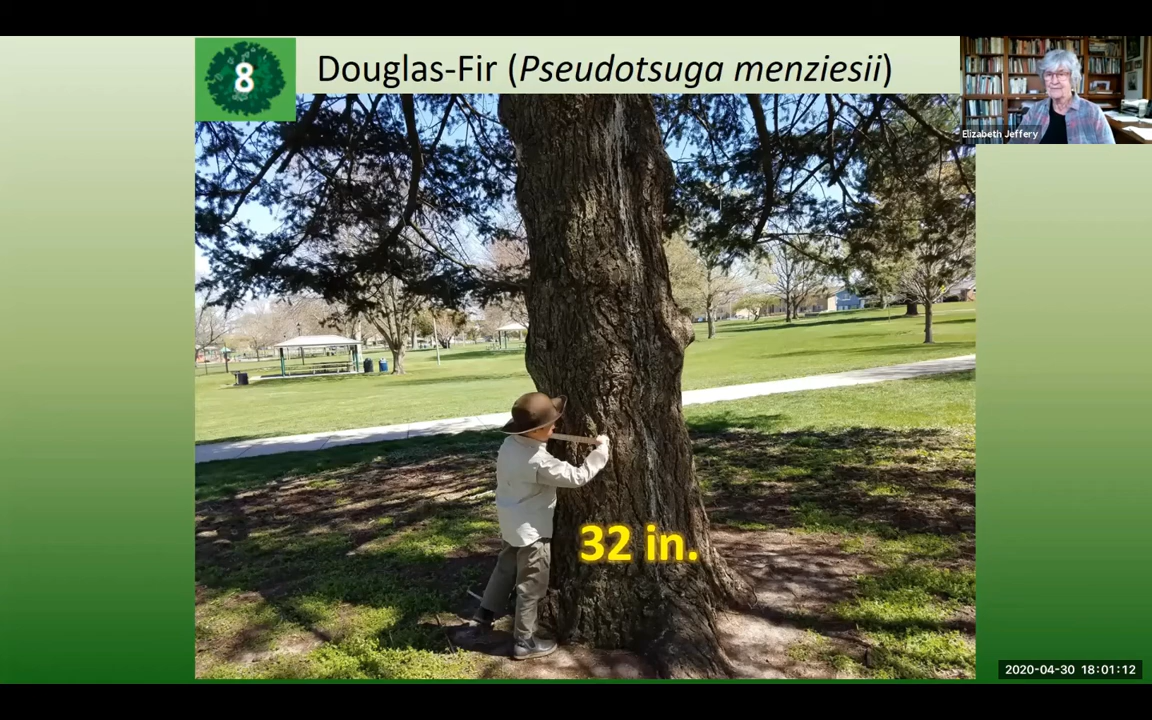 8
Douglas-Fir (Pseudotsuga menziesii)
Elizabeth Jeffery
32 in.
2020-04-30 18:01:12